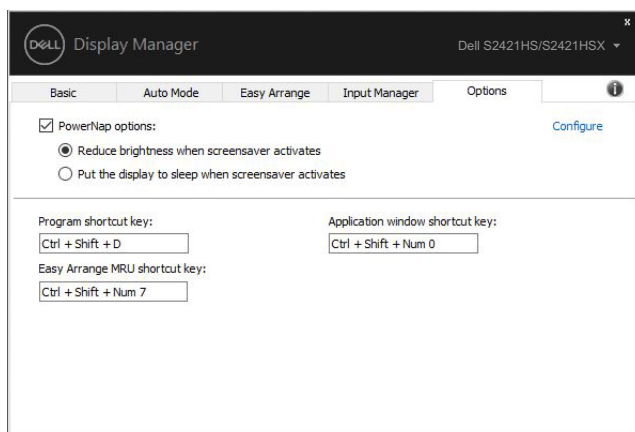 DELL Display Manager
Dell S2421HS/S2421HSX
x
Basic Auto Mode Easy Arrange Input Manager Options i
PowerNap options: Configure
Reduce brightness when screensaver activates
Put the display to sleep when screensaver activates
Program shortcut key: Application window shortcut key:
Ctrl + Shift + D Ctrl + Shift + Num 0
Easy Arrange MRU shortcut key:
Ctrl + Shift + Num 7